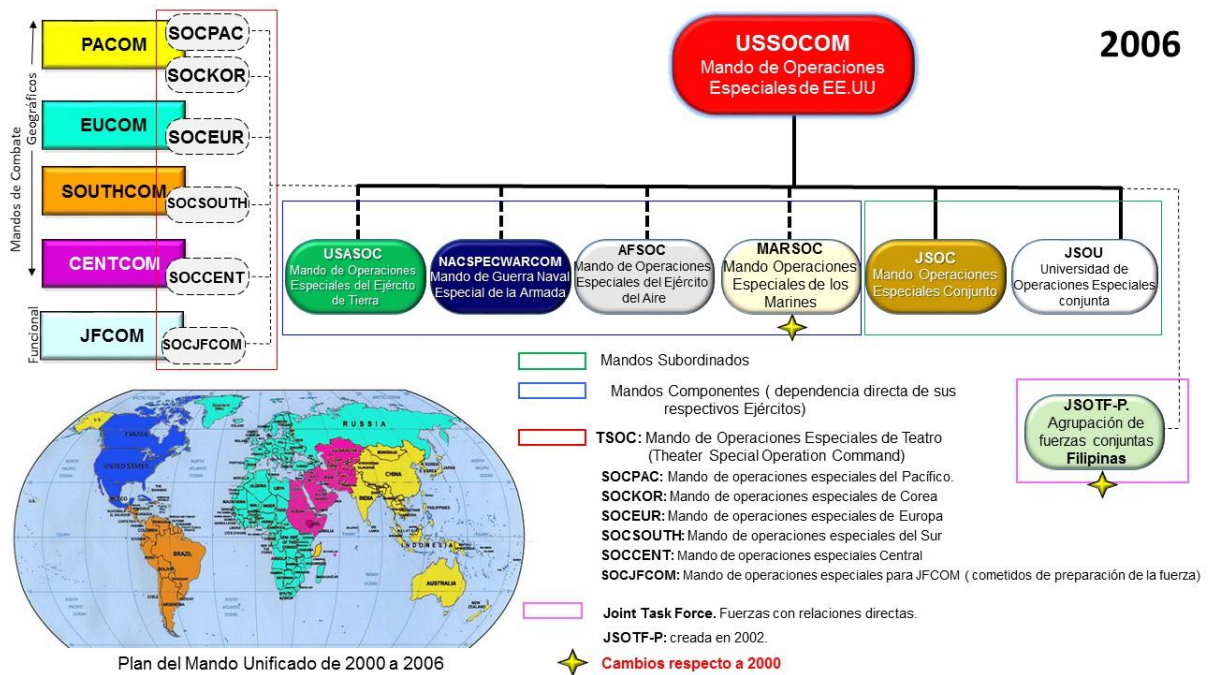 2006
Mandos de Combate
Geográficos
Funcional
PACOM
SOCPAC
SOCKOR
EUCOM
SOCEUR
SOUTHCOM
SOCSOUTH
CENTCOM
SOCCENT
JFCOM
SOCJFCOM
USSOCOM
Mando de Operaciones
Especiales de EE.UU
USASOC
Mando de Operaciones
Especiales del Ejército
de Tierra
NACSPECWARCOM
Mando de Guerra Naval
Especial de la Armada
AFSOC
Mando de Operaciones
Especiales del Ejército
del Aire
MARSOC
Mando Operaciones
Especiales de los
Marines
JSOC
Mando Operaciones
Especiales Conjunto
JSOU
Universidad de
Operaciones Especiales
conjunta
Mandos Subordinados
Mandos Componentes ( dependencia directa de sus
respectivos Ejércitos)
TSOC: Mando de Operaciones Especiales de Teatro
(Theater Special Operation Command)
SOCPAC: Mando de operaciones especiales del Pacífico.
SOCKOR: Mando de operaciones especiales de Corea
SOCEUR: Mando de operaciones especiales de Europa
SOCSOUTH: Mando de operaciones especiales del Sur
SOCCENT: Mando de operaciones especiales Central
SOCJFCOM: Mando de operaciones especiales para JFCOM ( cometidos de preparación de la fuerza)
Joint Task Force. Fuerzas con relaciones directas.
JSOTF-P: creada en 2002.
Cambios respecto a 2000
JSOTF-P.
Agrupación de
fuerzas conjuntas
Filipinas
RUSSIA
CANADA
UNITED STATES
MEXICO
BRAZIL
ARGENTINA
CHINA
MONGOLIA
INDIA
INDONESIA
AUSTRALIA
Plan del Mando Unificado de 2000 a 2006